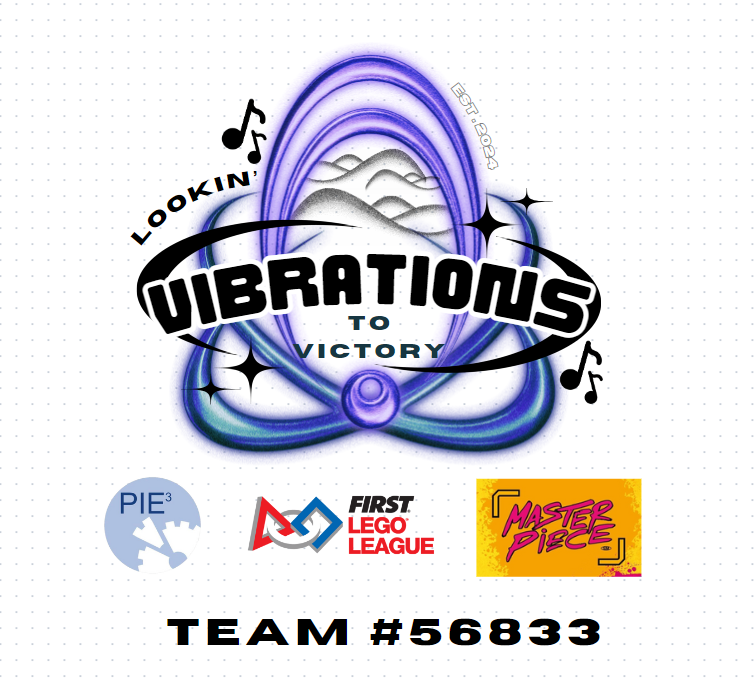 EST. 2024
LOOKIN'
VIBRATIONS
TO
VICTORY
PIE³
FIRST
LEGO
LEAGUE
MASTER
PIECE
TEAM #56833